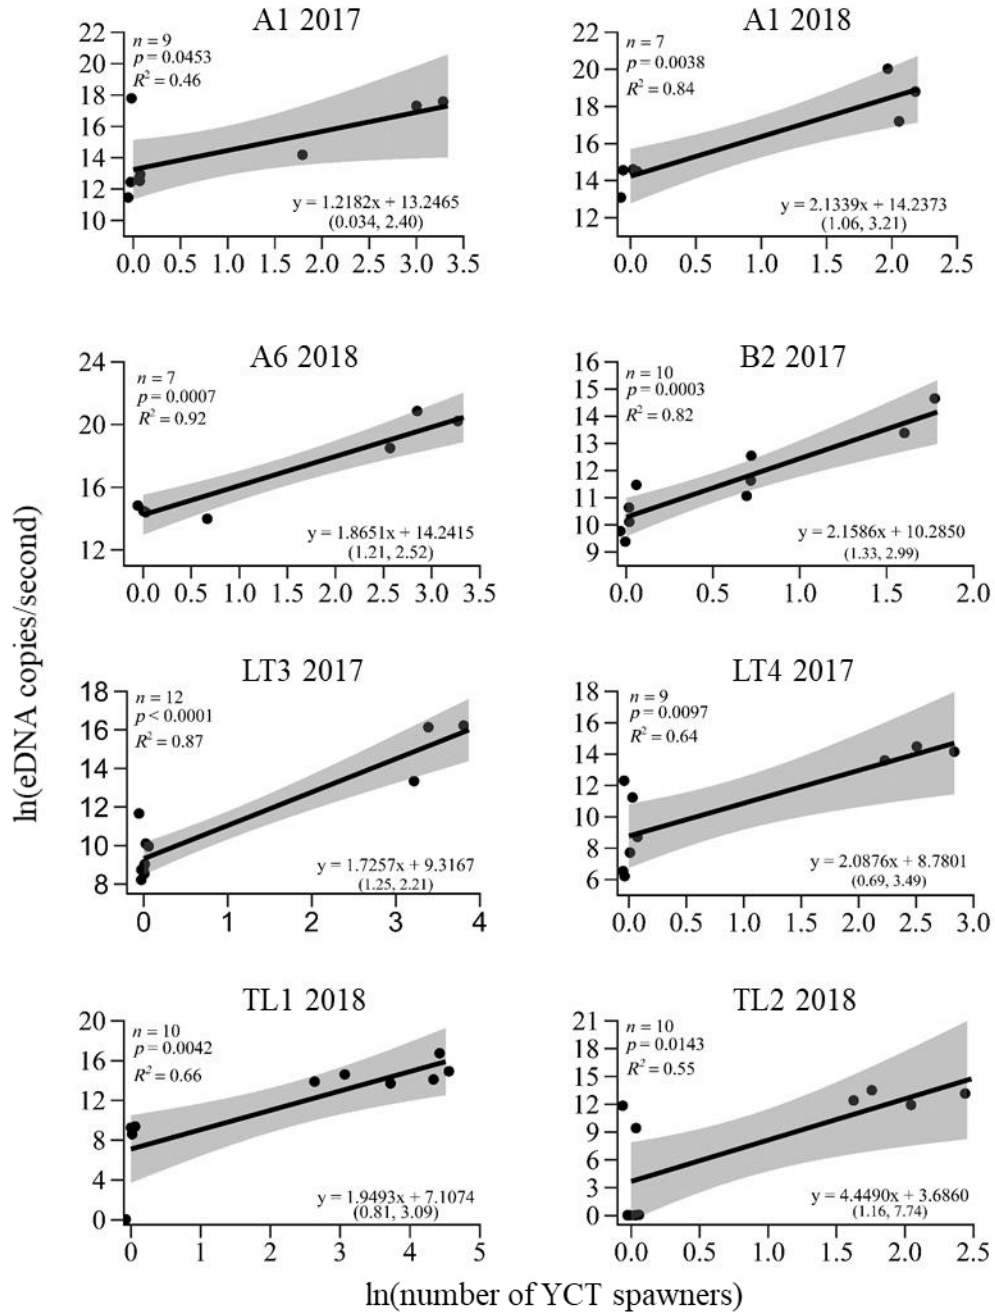 A1 2017
22
20
18
16
14
12
10
n = 9
p = 0.0453
R² = 0.46
y = 1.2182x + 13.2465
(0.034, 2.40)
0.0 0.5 1.0 1.5 2.0 2.5 3.0 3.5
A1 2018
22
20
18
16
14
12
n = 7
p = 0.0038
R² = 0.84
y = 2.1339x + 14.2373
(1.06, 3.21)
0.0 0.5 1.0 1.5 2.0 2.5
A6 2018
24
20
16
12
n = 7
p = 0.0007
R² = 0.92
y = 1.8651x + 14.2415
(1.21, 2.52)
0.0 0.5 1.0 1.5 2.0 2.5 3.0 3.5
B2 2017
16
15
14
13
12
11
10
9
n = 10
p = 0.0003
R² = 0.82
y = 2.1586x + 10.2850
(1.33, 2.99)
0.0 0.5 1.0 1.5 2.0
ln(eDNA copies/second)
LT3 2017
18
16
14
12
10
8
n = 12
p < 0.0001
R² = 0.87
y = 1.7257x + 9.3167
(1.25, 2.21)
0 1 2 3 4
LT4 2017
18
16
14
12
10
8
6
n = 9
p = 0.0097
R² = 0.64
y = 2.0876x + 8.7801
(0.69, 3.49)
0.0 0.5 1.0 1.5 2.0 2.5 3.0
TL1 2018
20
16
12
8
4
0
n = 10
p = 0.0042
R² = 0.66
y = 1.9493x + 7.1074
(0.81, 3.09)
0 1 2 3 4 5
TL2 2018
21
18
15
12
9
6
3
0
n = 10
p = 0.0143
R² = 0.55
y = 4.4490x + 3.6860
(1.16, 7.74)
0.0 0.5 1.0 1.5 2.0 2.5
ln(number of YCT spawners)